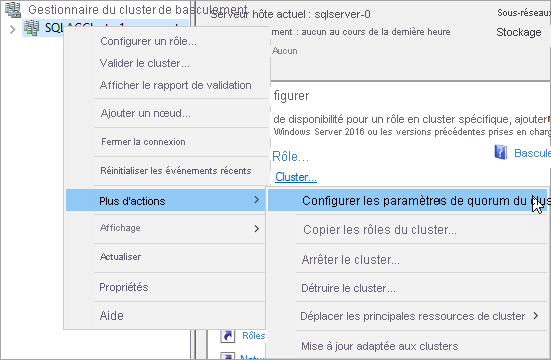 Gestionnaire du cluster de basculement
Serveur hôte actuel : sqlserver-0
Sous-réseaux
ment : aucun au cours de la dernière heure
Stockage
Aucun
Configurer un rôle...
Valider le cluster...
Afficher le rapport de validation
Ajouter un nœud...
Fermer la connexion
Réinitialiser les événements récents
Plus d'actions
Affichage
Actualiser
Propriétés
Aide
figurer
de disponibilité pour un rôle en cluster spécifique, ajouter
Windows Server 2016 ou les versions précédentes prises en charg
Rôle...
Bascule
Cluster...
Configurer les paramètres de quorum du clus
Copier les rôles du cluster...
Arrêter le cluster...
Détruire le cluster...
Déplacer les principales ressources de cluster
Mise à jour adaptée aux clusters
Rôles